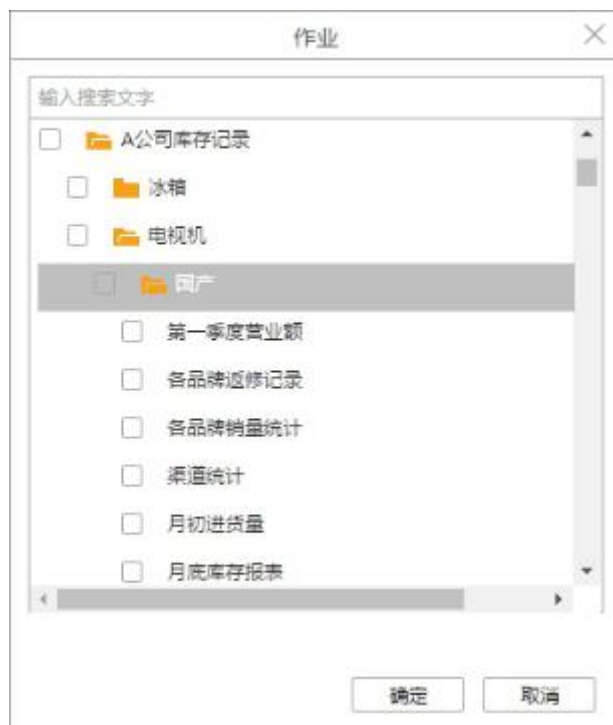 作业
输入搜索文字
A公司库存记录
冰箱
电视机
国产
第一季度营业额
各品牌返修记录
各品牌销量统计
渠道统计
月初进货量
月底库存报表
确定
取消